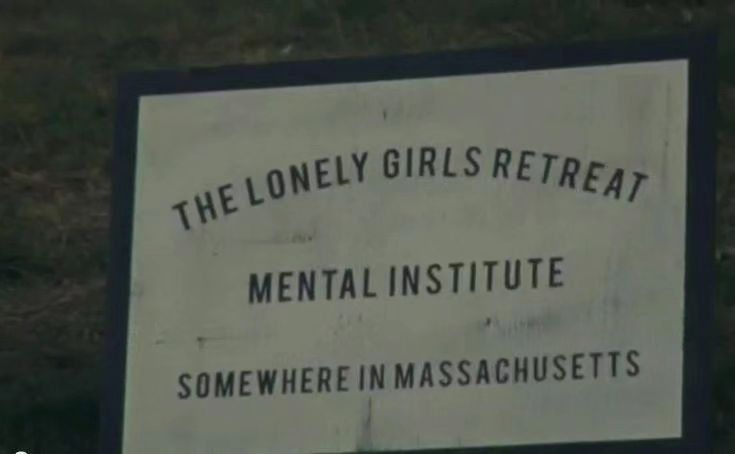 THE LONELY GIRLS RETREAT
MENTAL INSTITUTE
SOMEWHERE IN MASSACHUSETTS